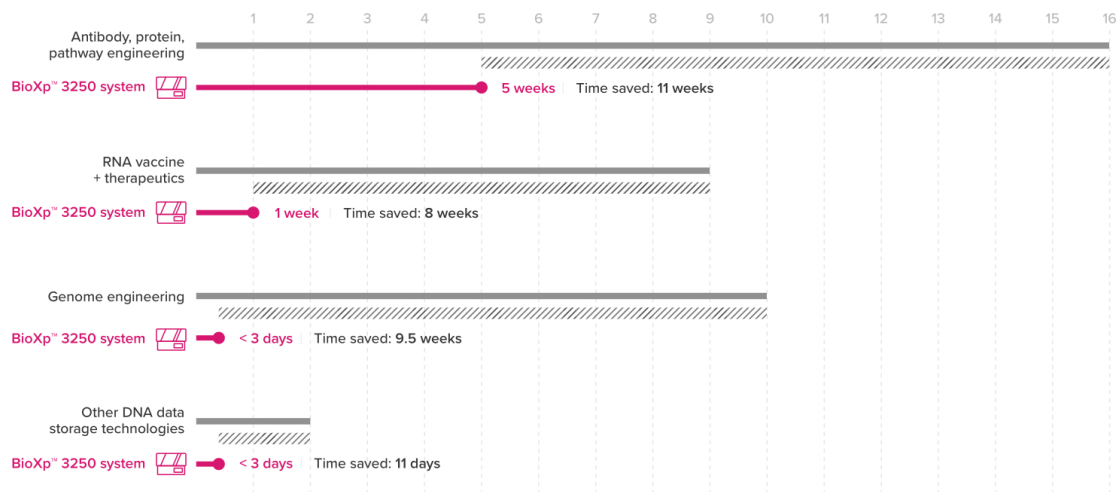 1 2 3 4 5 6 7 8 9 10 11 12 13 14 15 16
Antibody, protein,
pathway engineering
BioXp™ 3250 system 5 weeks Time saved: 11 weeks
RNA vaccine
+ therapeutics
BioXp™ 3250 system 1 week Time saved: 8 weeks
Genome engineering
BioXp™ 3250 system < 3 days Time saved: 9.5 weeks
Other DNA data
storage technologies
BioXp™ 3250 system < 3 days Time saved: 11 days